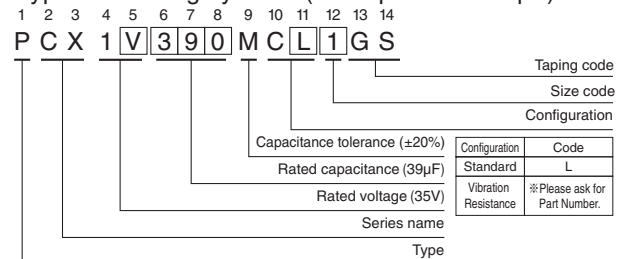 1 2 3 4 5 6 7 8 9 10 11 12 13 14
P C X 1 V 3 9 0 M C L 1 G S
Taping code
Size code
Configuration
Capacitance tolerance (±20%)
Rated capacitance (39μF)
Rated voltage (35V)
Series name
Type
Configuration Code
Standard L
Vibration Resistance ※Please ask for Part Number.